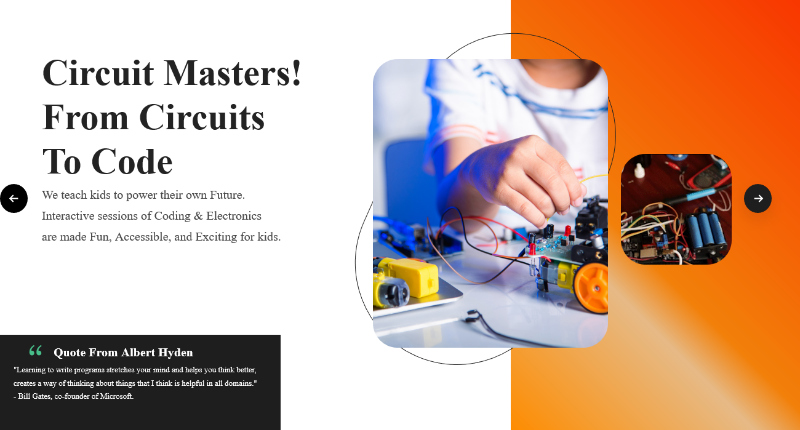 Circuit Masters!
From Circuits
To Code
We teach kids to power their own Future.
Interactive sessions of Coding & Electronics
are made Fun, Accessible, and Exciting for kids.
“ Quote From Albert Hyden
"Learning to write programs stretches your mind and helps you think better,
creates a way of thinking about things that I think is helpful in all domains."
- Bill Gates, co-founder of Microsoft.